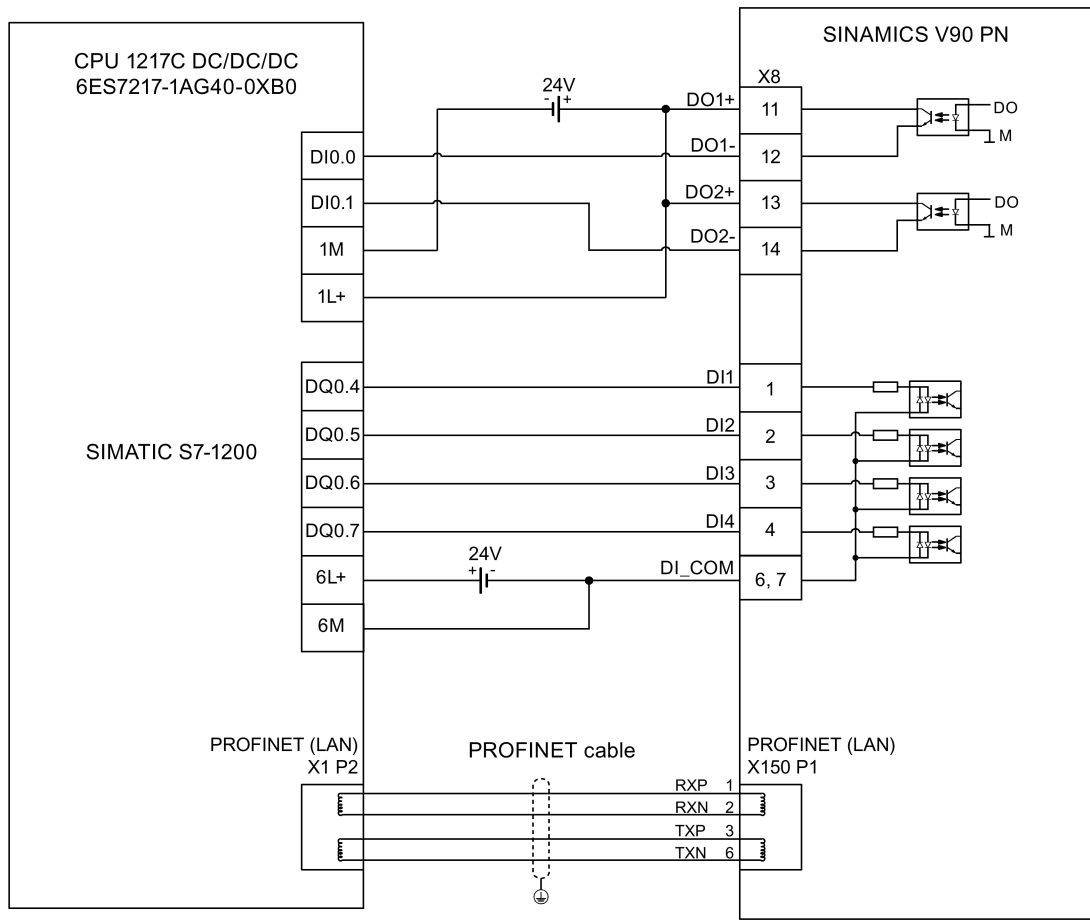 SINAMICS V90 PN
CPU 1217C DC/DC/DC
6ES7217-1AG40-0XB0
X8
24V
- +
DO1+
11
DO
M
DI0.0
DO1-
12
DI0.1
DO2+
13
DO
M
1M
DO2-
14
1L+
DQ0.4
DI1
1
DQ0.5
DI2
2
SIMATIC S7-1200
DQ0.6
DI3
3
DQ0.7
DI4
4
24V
+ -
6L+
DI_COM
6, 7
6M
PROFINET (LAN)
X1 P2
PROFINET cable
PROFINET (LAN)
X150 P1
RXP 1
RXN 2
TXP 3
TXN 6